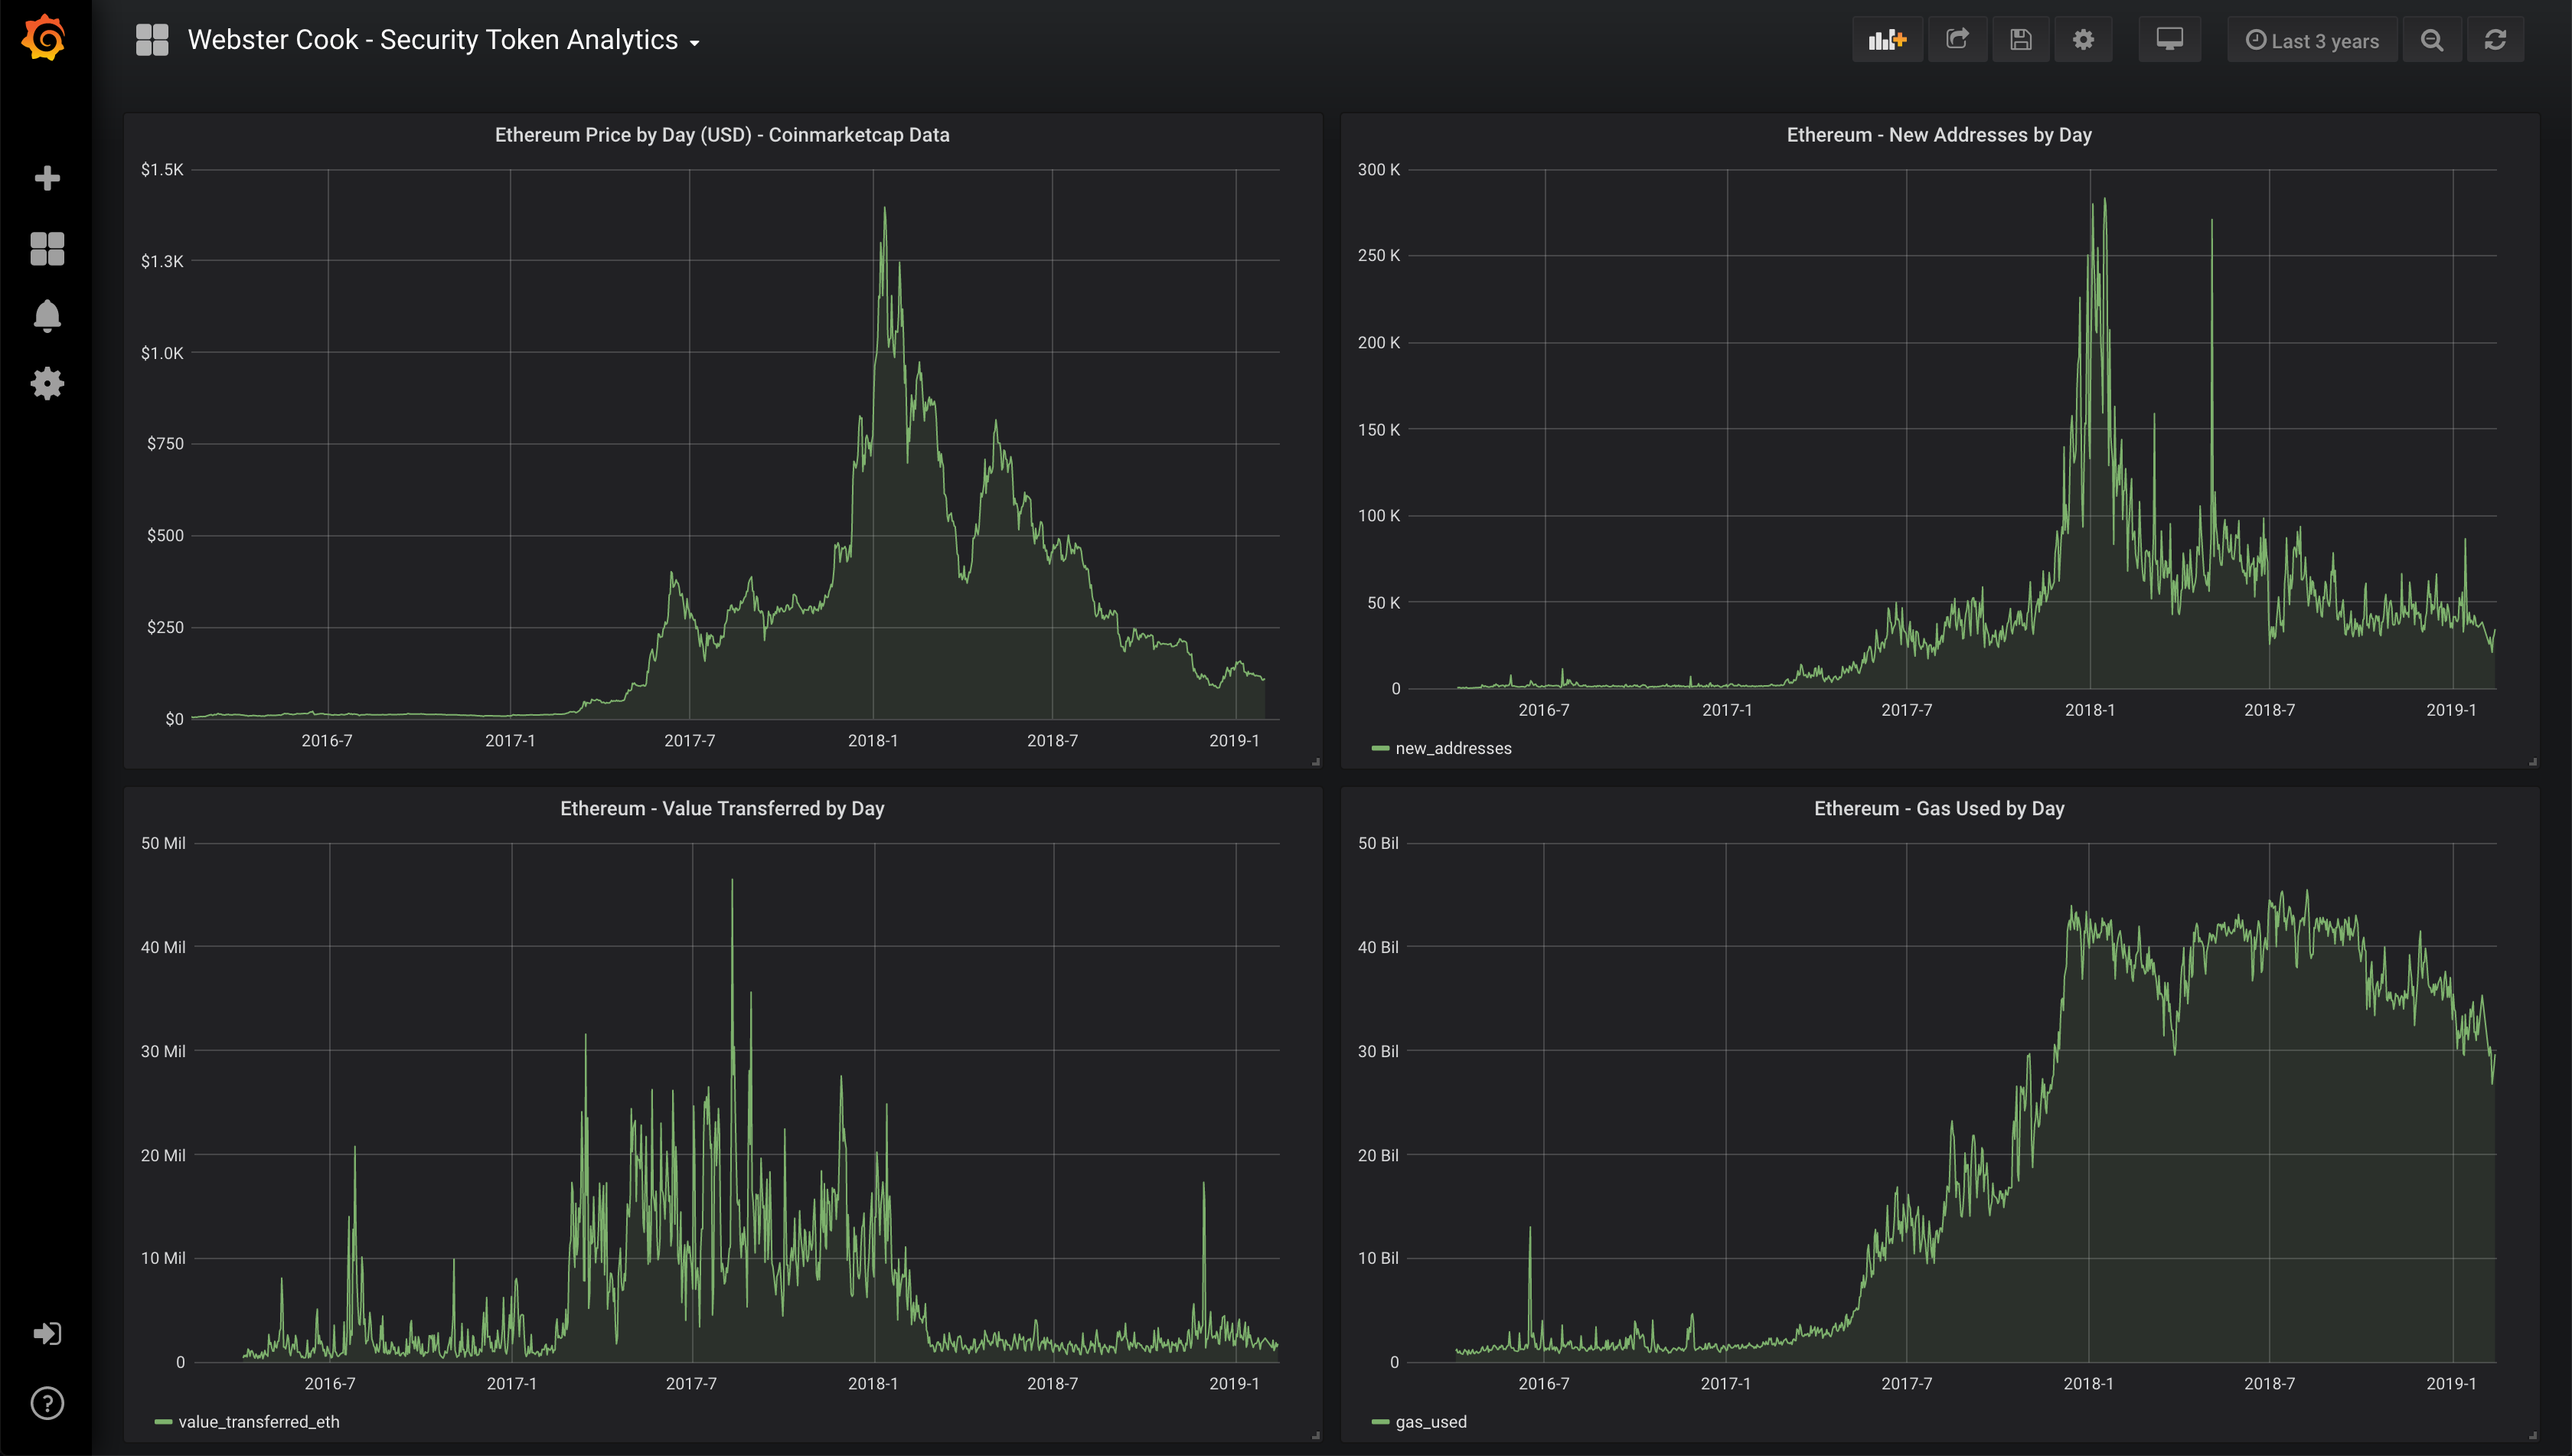 Webster Cook - Security Token Analytics
Last 3 years
Ethereum Price by Day (USD) - Coinmarketcap Data
$1.5K
$1.3K
$1.0K
$750
$500
$250
$0
2016-7 2017-1 2017-7 2018-1 2018-7 2019-1
Ethereum - New Addresses by Day
300 K
250 K
200 K
150 K
100 K
50 K
0
2016-7 2017-1 2017-7 2018-1 2018-7 2019-1
new_addresses
Ethereum - Value Transferred by Day
50 Mil
40 Mil
30 Mil
20 Mil
10 Mil
0
2016-7 2017-1 2017-7 2018-1 2018-7 2019-1
value_transferred_eth
Ethereum - Gas Used by Day
50 Bil
40 Bil
30 Bil
20 Bil
10 Bil
0
2016-7 2017-1 2017-7 2018-1 2018-7 2019-1
gas_used